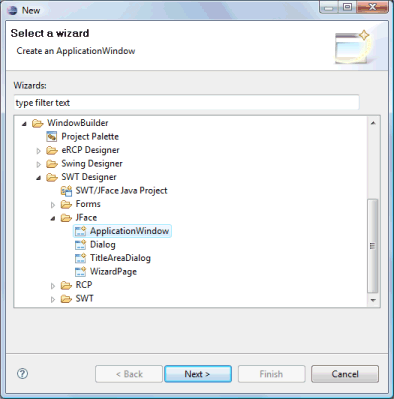 New
Select a wizard
Create an ApplicationWindow
Wizards:
type filter text
WindowBuilder
Project Palette
eRCP Designer
Swing Designer
SWT Designer
SWT/JFace Java Project
Forms
JFace
ApplicationWindow
Dialog
TitleAreaDialog
WizardPage
RCP
SWT
?
< Back
Next >
Finish
Cancel